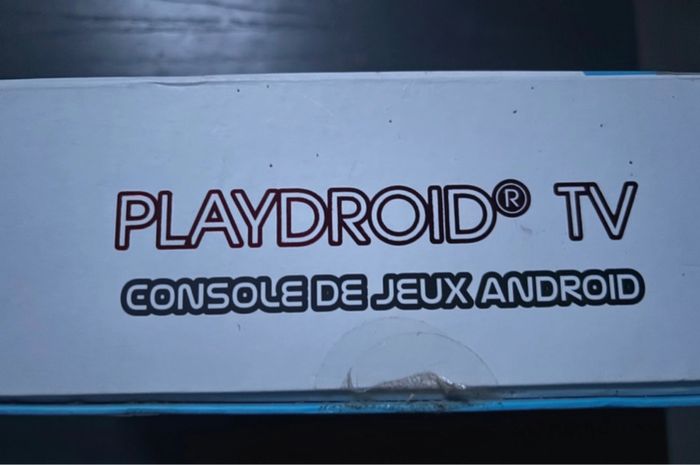 PLAYDROID® TV
CONSOLE DE JEUX ANDROID